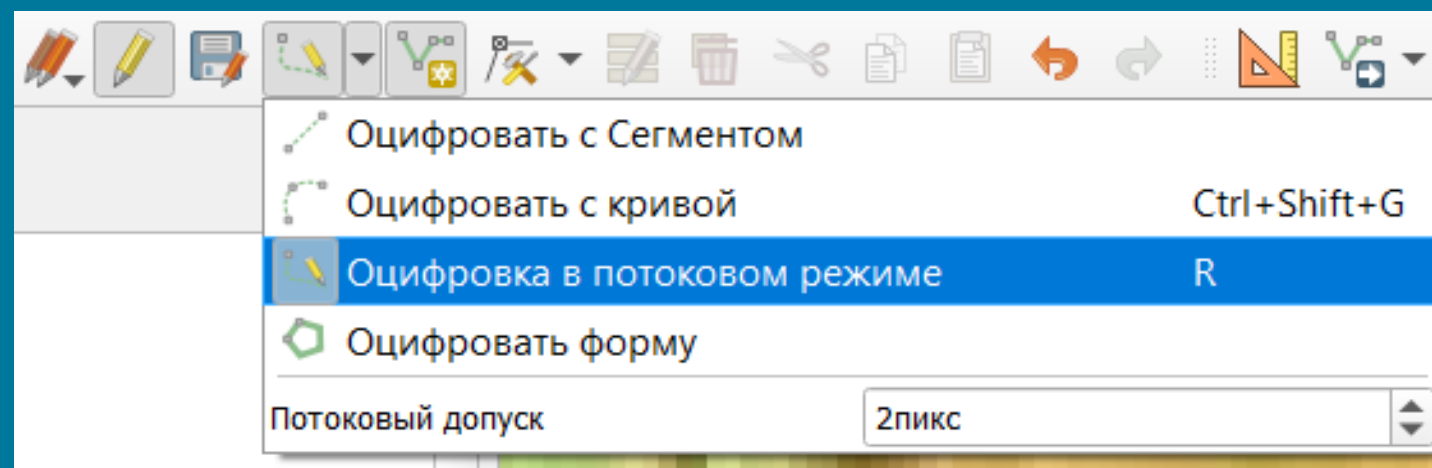 Оцифровать с Сегментом
Оцифровать с кривой Ctrl+Shift+G
Оцифровка в потоковом режиме R
Оцифровать форму
Потоковый допуск 2пикс